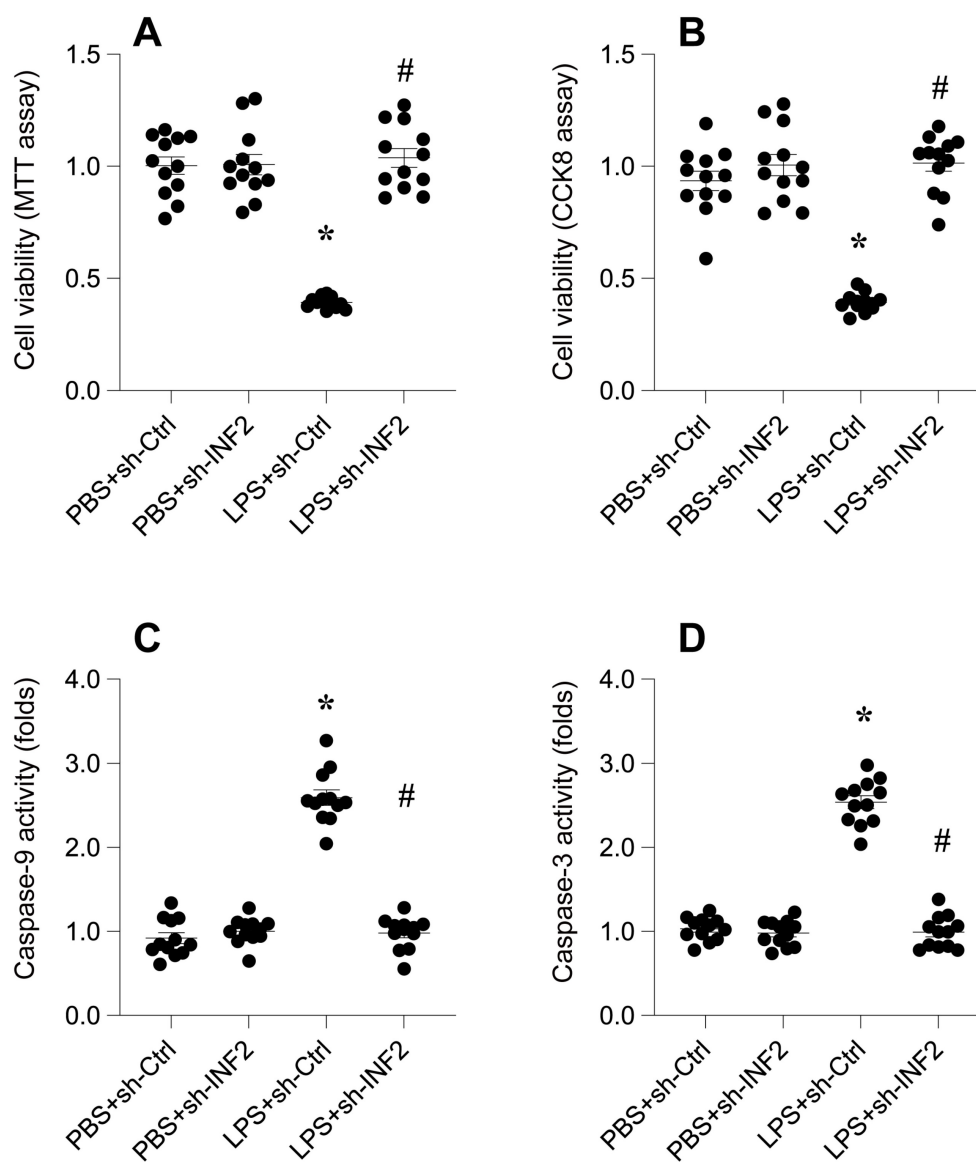 A
Cell viability (MTT assay)
1.5
1.0
0.5
0.0
*
#
PBS+sh-Ctrl
PBS+sh-INF2
LPS+sh-Ctrl
LPS+sh-INF2
B
Cell viability (CCK8 assay)
1.5
1.0
0.5
0.0
*
#
PBS+sh-Ctrl
PBS+sh-INF2
LPS+sh-Ctrl
LPS+sh-INF2
C
Caspase-9 activity (folds)
4.0
3.0
2.0
1.0
0.0
*
#
PBS+sh-Ctrl
PBS+sh-INF2
LPS+sh-Ctrl
LPS+sh-INF2
D
Caspase-3 activity (folds)
4.0
3.0
2.0
1.0
0.0
*
#
PBS+sh-Ctrl
PBS+sh-INF2
LPS+sh-Ctrl
LPS+sh-INF2